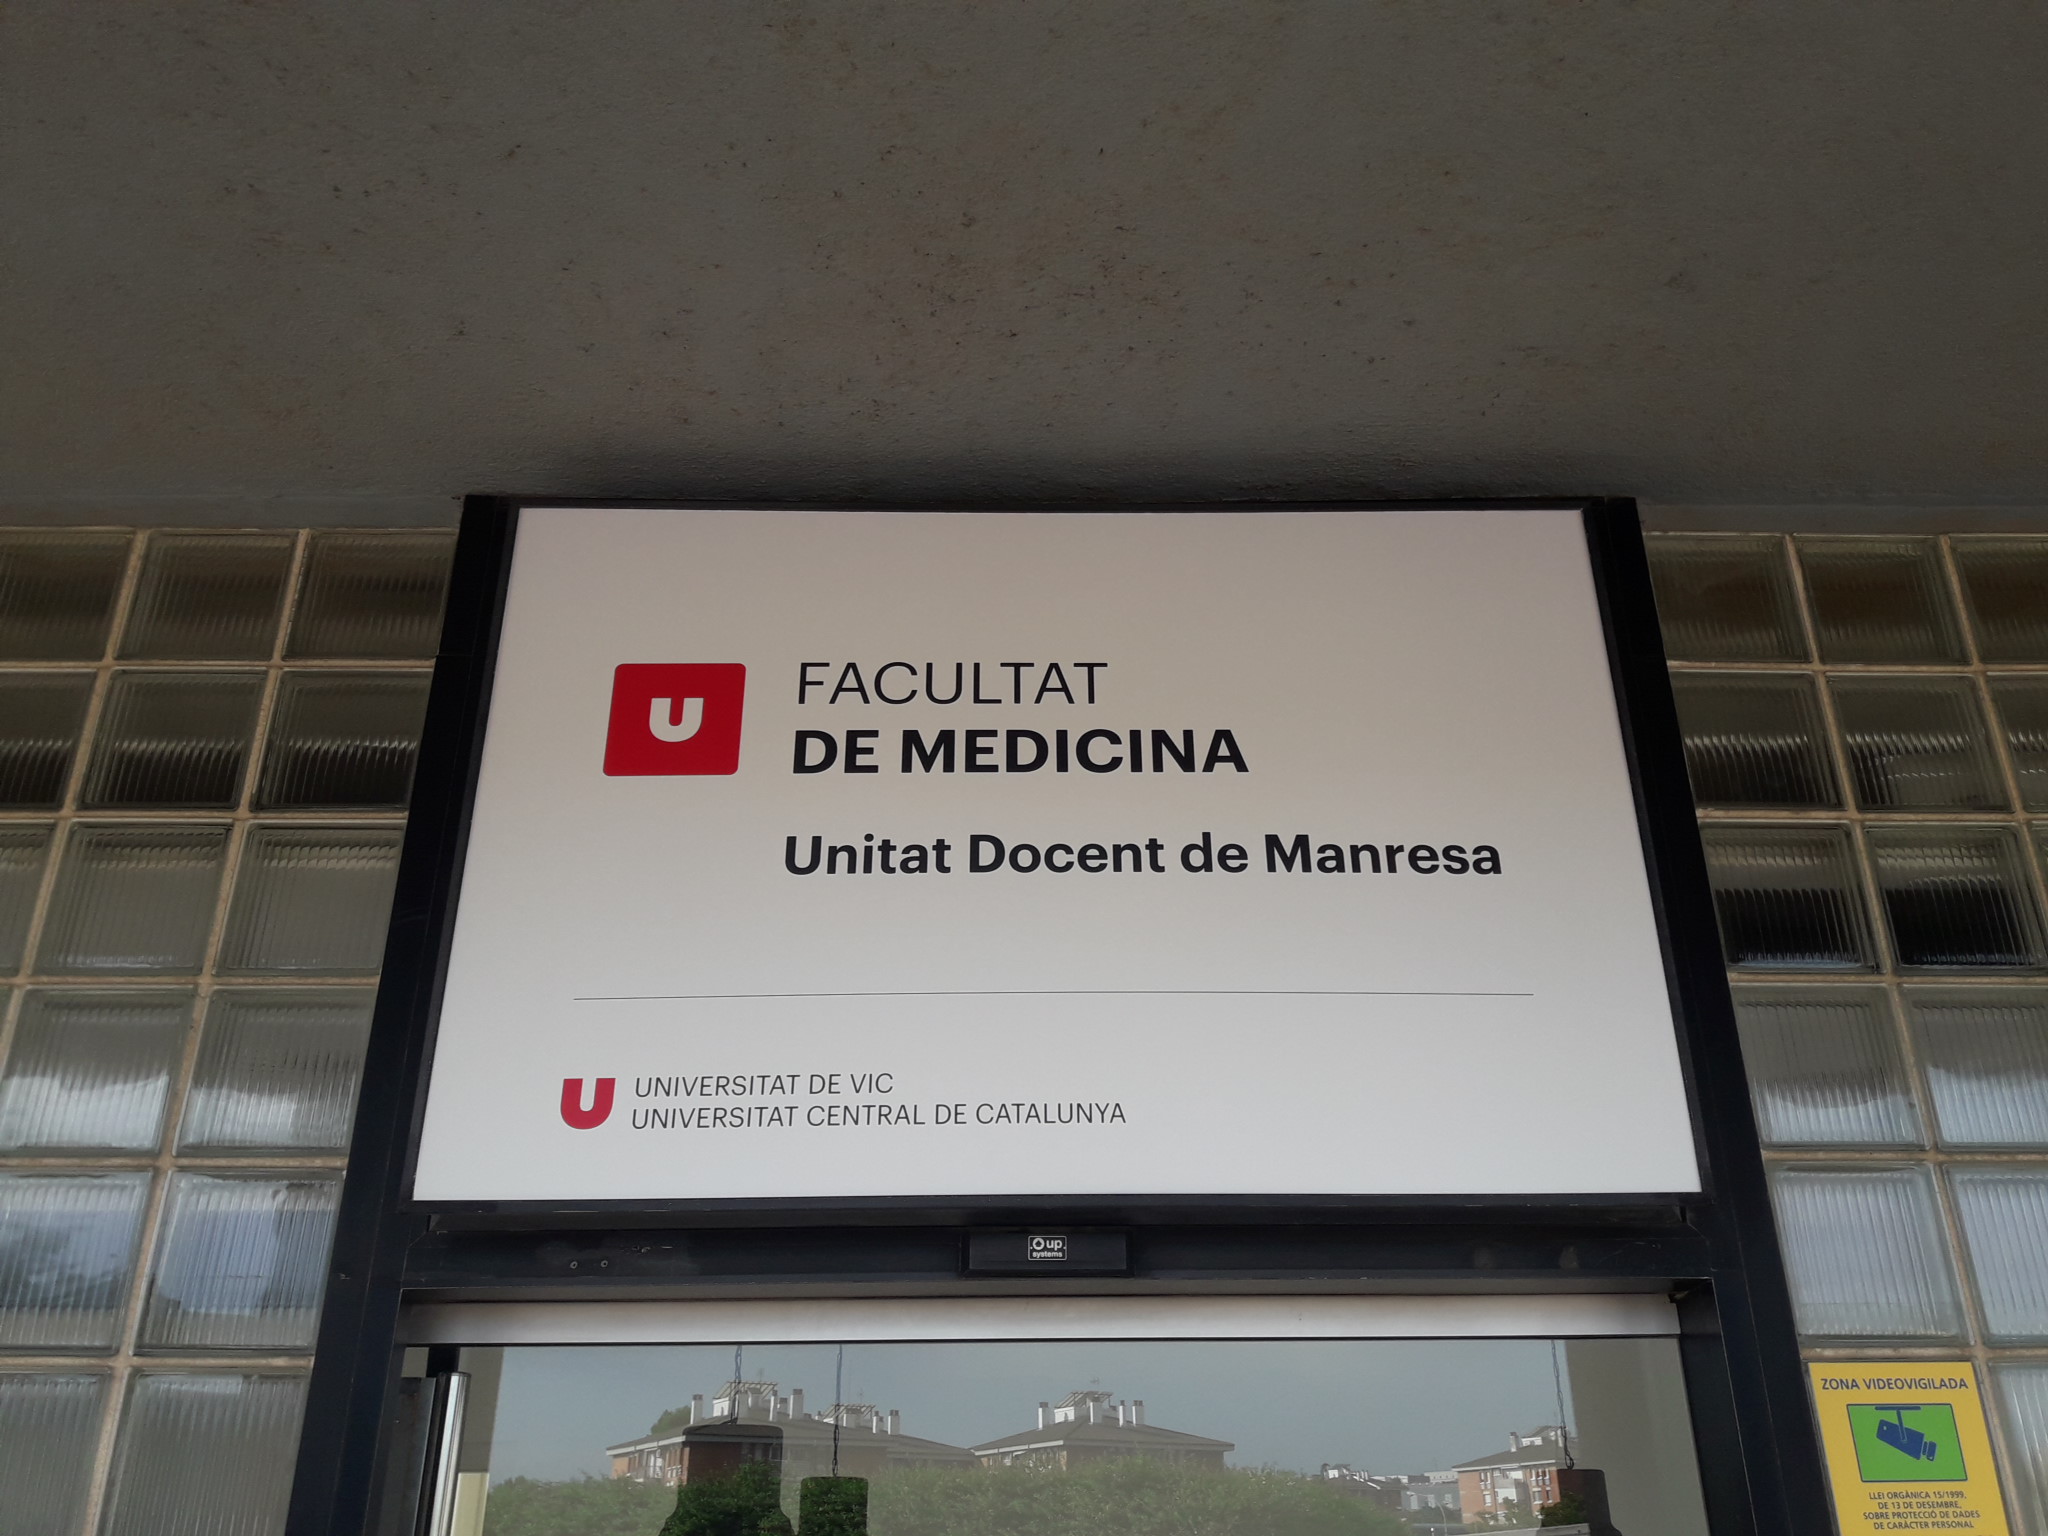 U
FACULTAT
DE MEDICINA
Unitat Docent de Manresa
U
UNIVERSITAT DE VIC
UNIVERSITAT CENTRAL DE CATALUNYA
up
systems
ZONA VIDEOVIGILADA
LLEI ORGÀNICA 15/1999,
DE 13 DE DESEMBRE,
SOBRE PROTECCIÓ DE DADES
DE CARÀCTER PERSONAL